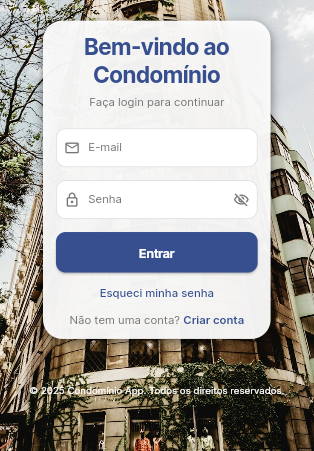 Bem-vindo ao
Condomínio
Faça login para continuar
E-mail
Senha
Entrar
Esqueci minha senha
Não tem uma conta? Criar conta
© 2025 Condomínio App. Todos os direitos reservados.